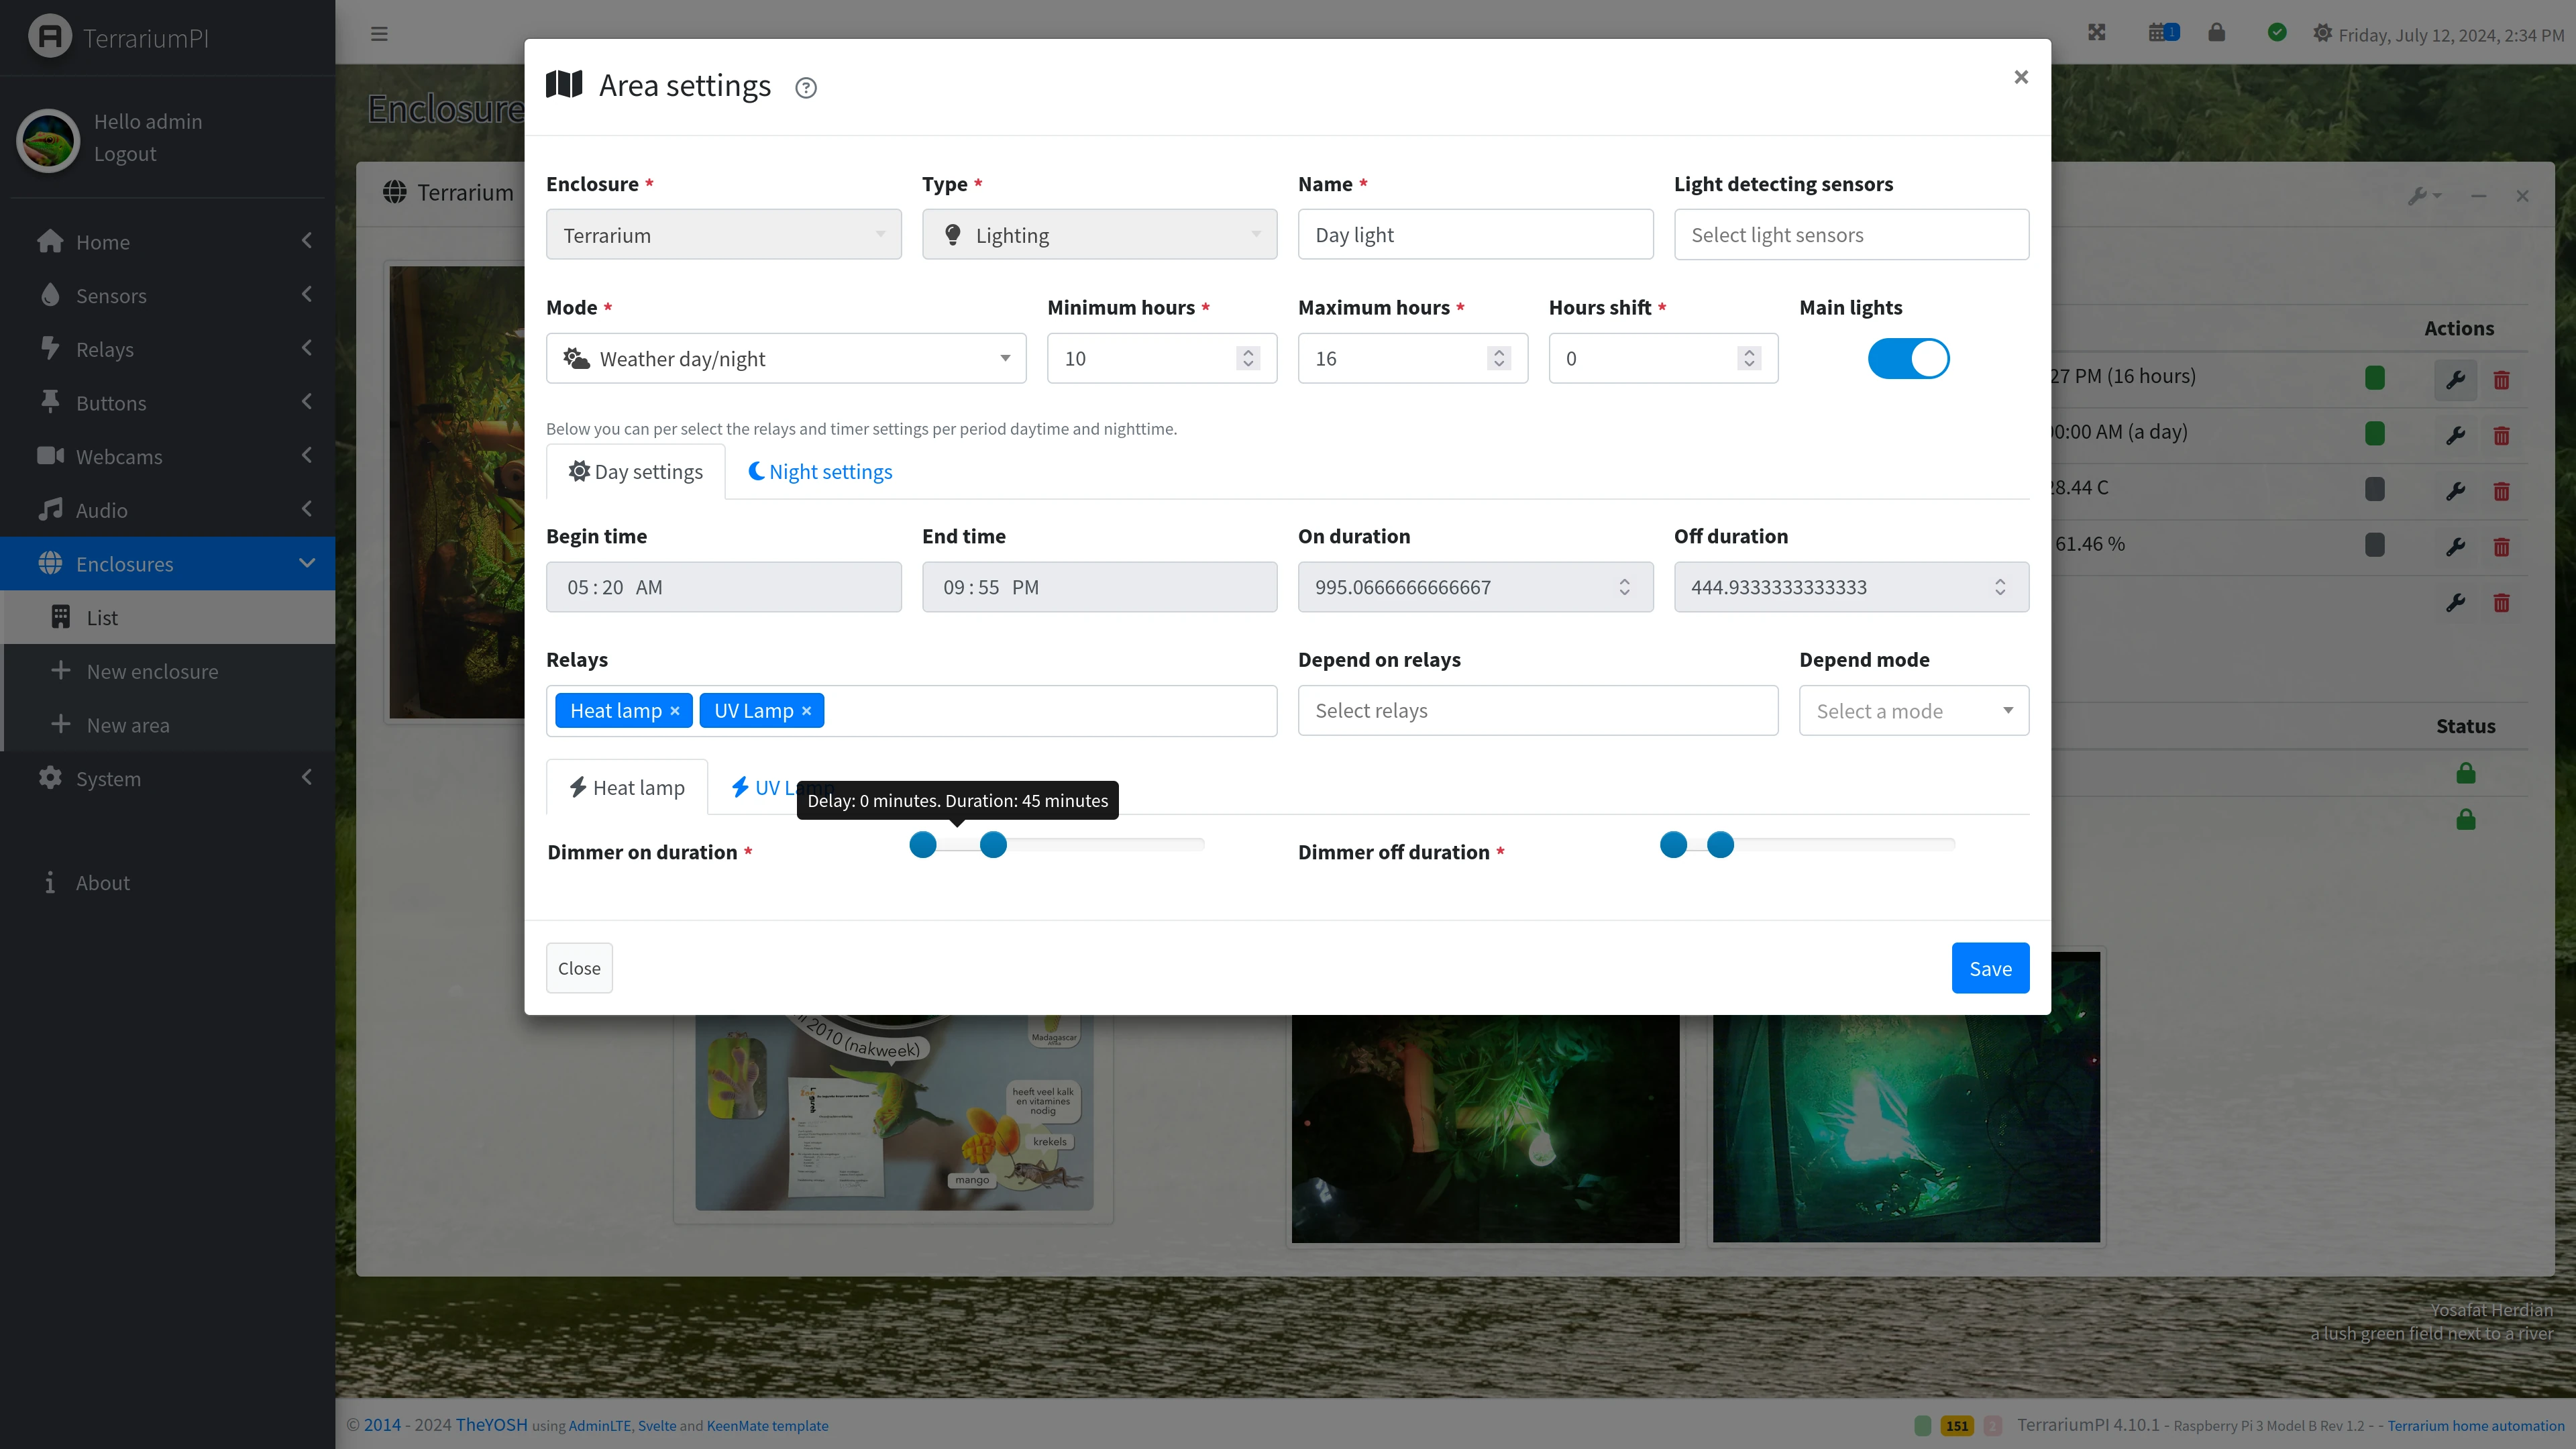 TerrariumPI
1
Friday, July 12, 2024, 2:34 PM
Hello admin
Logout
Home
Sensors
Relays
Buttons
Webcams
Audio
Enclosures
List
New enclosure
New area
System
About
Enclosure
Terrarium
Area settings
?
×
Enclosure *
Type *
Name *
Light detecting sensors
Terrarium
Lighting
Day light
Select light sensors
Mode *
Minimum hours *
Maximum hours *
Hours shift *
Main lights
Weather day/night
10
16
0
Below you can per select the relays and timer settings per period daytime and nighttime.
Day settings
Night settings
Begin time
End time
On duration
Off duration
05 : 20 AM
09 : 55 PM
995.0666666666667
444.9333333333333
Relays
Depend on relays
Depend mode
Heat lamp ×
UV Lamp ×
Select relays
Select a mode
Heat lamp
UV
Delay: 0 minutes. Duration: 45 minutes
Dimmer on duration *
Dimmer off duration *
Close
Save
Actions
27 PM (16 hours)
00:00 AM (a day)
28.44 C
61.46 %
Status
2010 (nakweek)
Madagascar
heeft veel kalk
en vitamines
nodig
krekels
mango
Yosafat Herdian
a lush green field next to a river
© 2014 - 2024 TheYOSH using AdminLTE, Svelte and KeenMate template
151
2
TerrariumPI 4.10.1 - Raspberry Pi 3 Model B Rev 1.2 - - Terrarium home automation